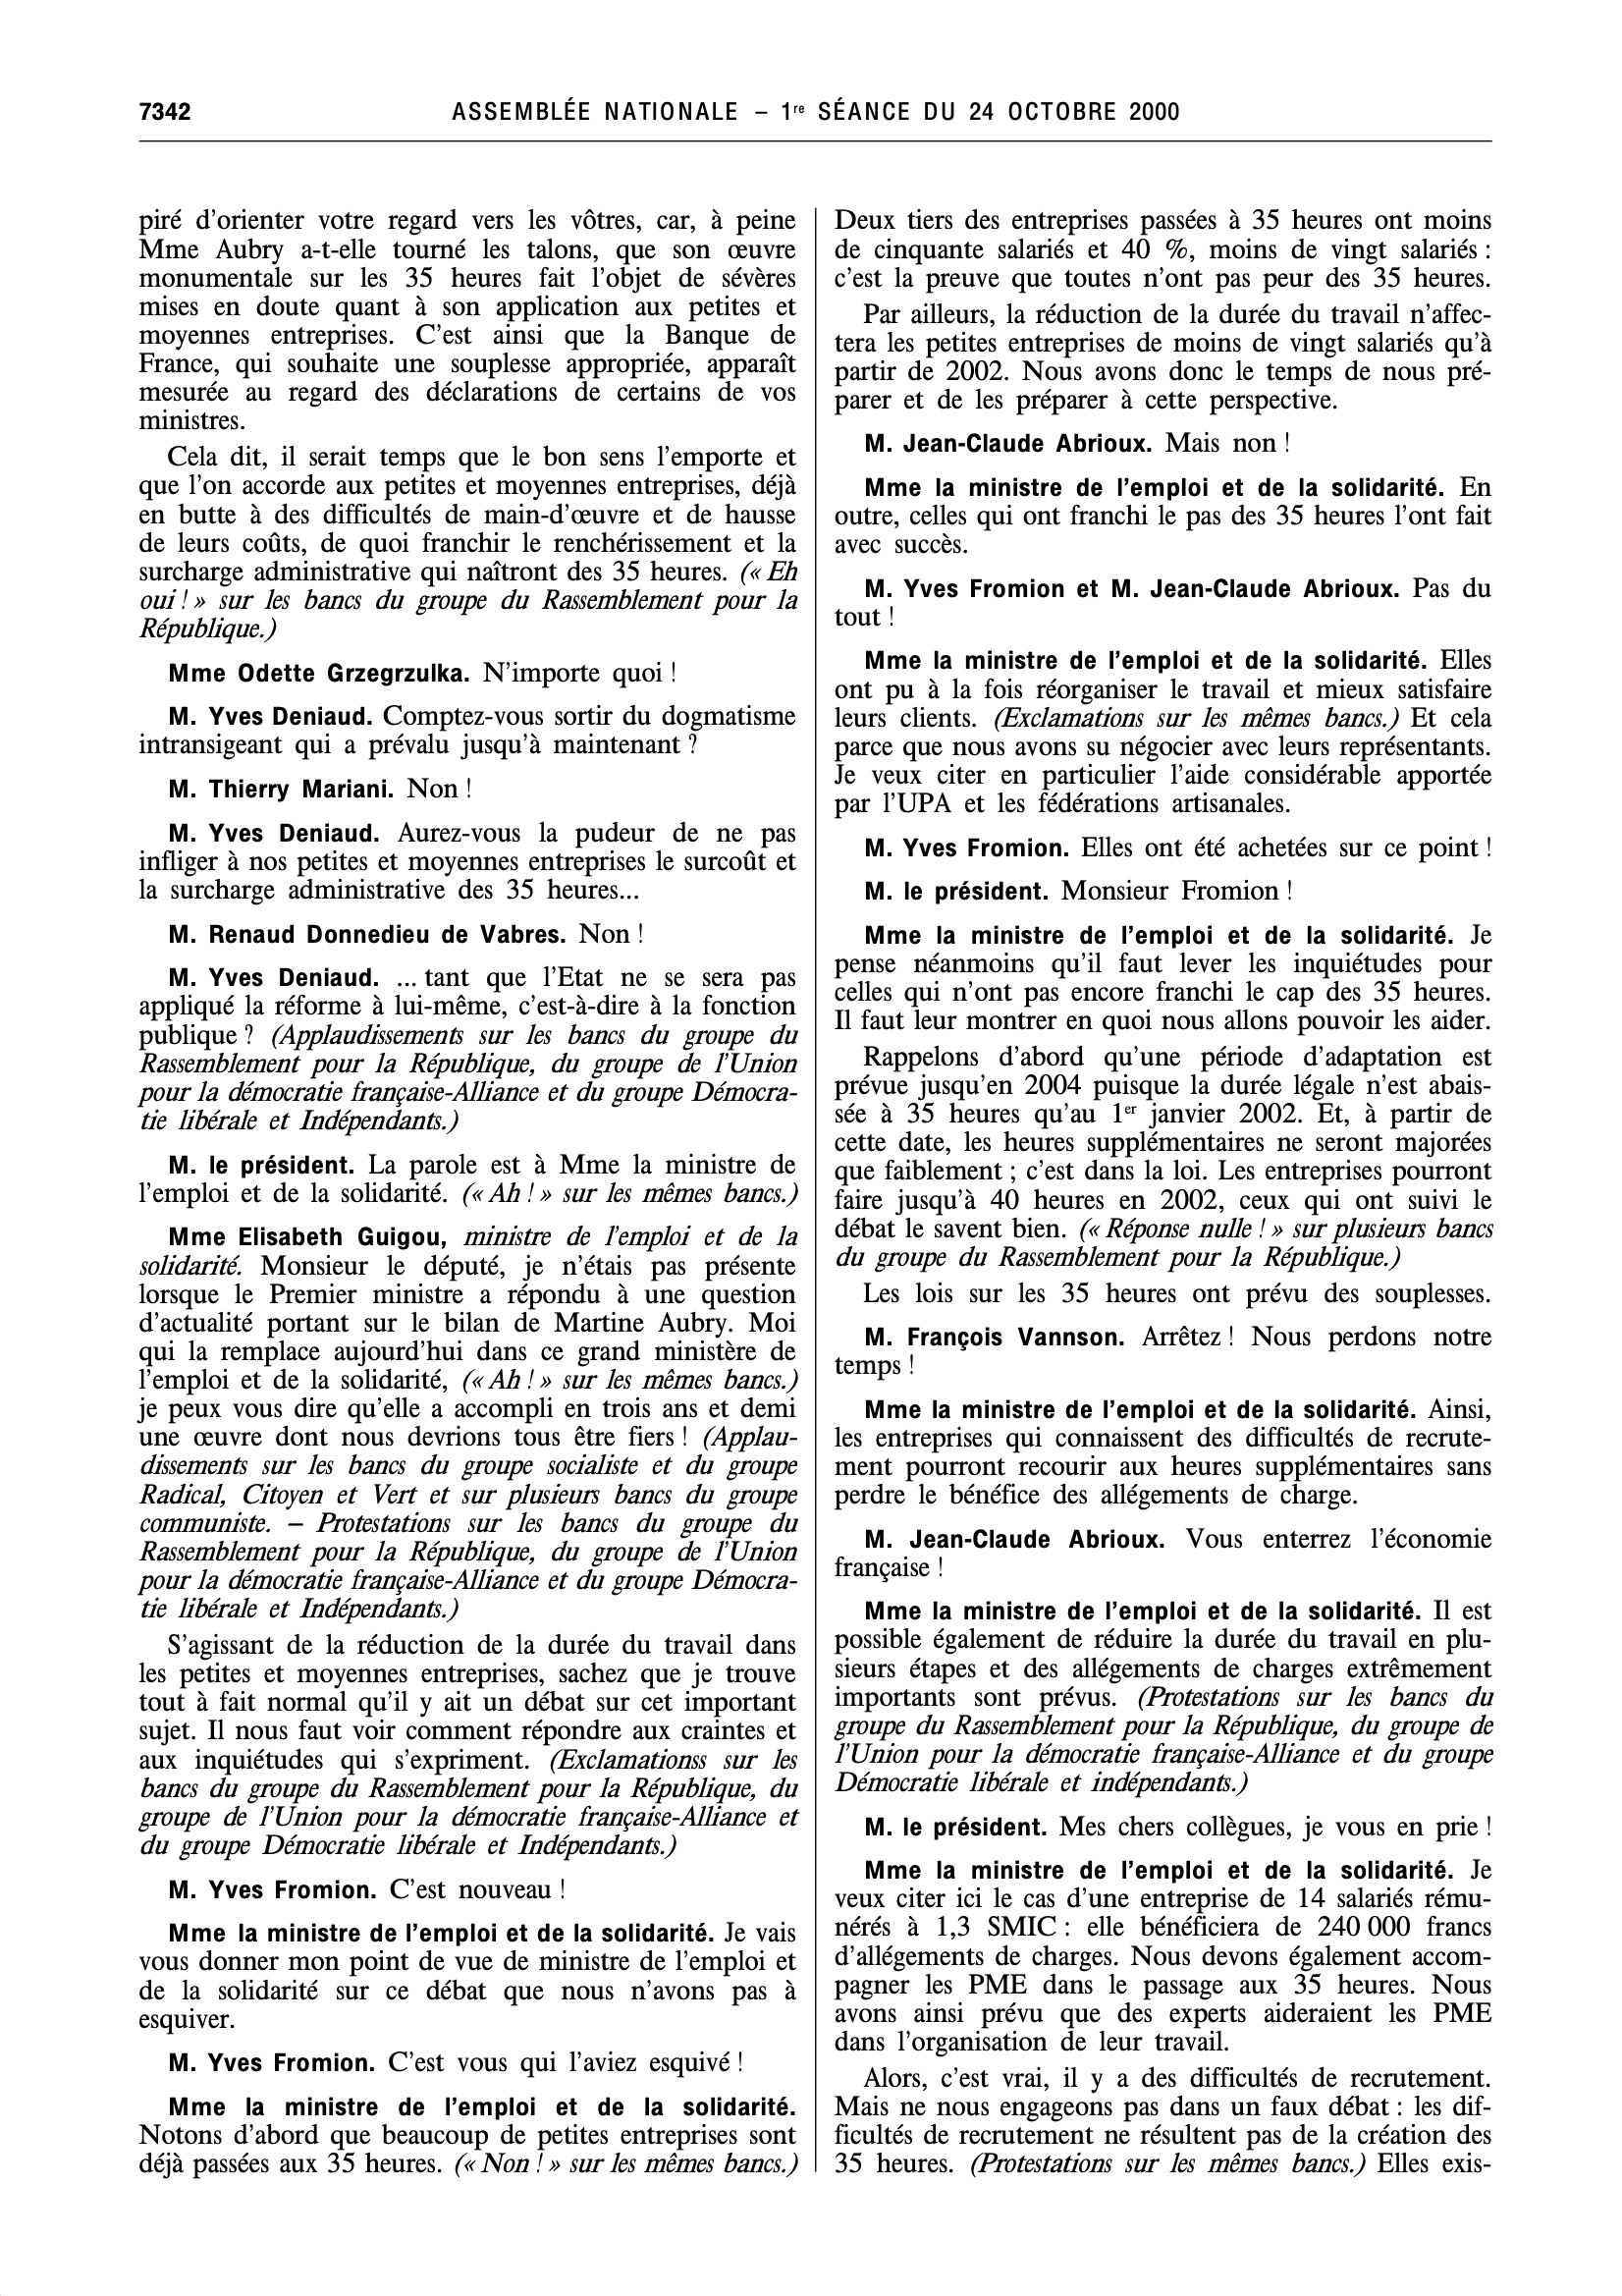 7342
ASSEMBLÉE NATIONALE – 1re SÉANCE DU 24 OCTOBRE 2000
piré d'orienter votre regard vers les vôtres, car, à peine
Mme Aubry a-t-elle tourné les talons, que son œuvre
monumentale sur les 35 heures fait l'objet de sévères
mises en doute quant à son application aux petites et
moyennes entreprises. C'est ainsi que la Banque de
France, qui souhaite une souplesse appropriée, apparaît
mesurée au regard des déclarations de certains de vos
ministres.
Cela dit, il serait temps que le bon sens l'emporte et
que l'on accorde aux petites et moyennes entreprises, déjà
en butte à des difficultés de main-d'œuvre et de hausse
de leurs coûts, de quoi franchir le renchérissement et la
surcharge administrative qui naîtront des 35 heures. (« Eh
oui ! » sur les bancs du groupe du Rassemblement pour la
République.)
Mme Odette Grzegrzulka. N'importe quoi !
M. Yves Deniaud. Comptez-vous sortir du dogmatisme
intransigeant qui a prévalu jusqu'à maintenant ?
M. Thierry Mariani. Non !
M. Yves Deniaud. Aurez-vous la pudeur de ne pas
infliger à nos petites et moyennes entreprises le surcoût et
la surcharge administrative des 35 heures...
M. Renaud Donnedieu de Vabres. Non !
M. Yves Deniaud. ... tant que l'Etat ne se sera pas
appliqué la réforme à lui-même, c'est-à-dire à la fonction
publique ? (Applaudissements sur les bancs du groupe du
Rassemblement pour la République, du groupe de l'Union
pour la démocratie française-Alliance et du groupe Démocra-
tie libérale et Indépendants.)
M. le président. La parole est à Mme la ministre de
l'emploi et de la solidarité. (« Ah ! » sur les mêmes bancs.)
Mme Elisabeth Guigou, ministre de l'emploi et de la
solidarité. Monsieur le député, je n'étais pas présente
lorsque le Premier ministre a répondu à une question
d'actualité portant sur le bilan de Martine Aubry. Moi
qui la remplace aujourd'hui dans ce grand ministère de
l'emploi et de la solidarité, (« Ah ! » sur les mêmes bancs.)
je peux vous dire qu'elle a accompli en trois ans et demi
une œuvre dont nous devrions tous être fiers ! (Applau-
dissements sur les bancs du groupe socialiste et du groupe
Radical, Citoyen et Vert et sur plusieurs bancs du groupe
communiste. – Protestations sur les bancs du groupe du
Rassemblement pour la République, du groupe de l'Union
pour la démocratie française-Alliance et du groupe Démocra-
tie libérale et Indépendants.)
S'agissant de la réduction de la durée du travail dans
les petites et moyennes entreprises, sachez que je trouve
tout à fait normal qu'il y ait un débat sur cet important
sujet. Il nous faut voir comment répondre aux craintes et
aux inquiétudes qui s'expriment. (Exclamationss sur les
bancs du groupe du Rassemblement pour la République, du
groupe de l'Union pour la démocratie française-Alliance et
du groupe Démocratie libérale et Indépendants.)
M. Yves Fromion. C'est nouveau !
Mme la ministre de l'emploi et de la solidarité. Je vais
vous donner mon point de vue de ministre de l'emploi et
de la solidarité sur ce débat que nous n'avons pas à
esquiver.
M. Yves Fromion. C'est vous qui l'aviez esquivé !
Mme la ministre de l'emploi et de la solidarité.
Notons d'abord que beaucoup de petites entreprises sont
déjà passées aux 35 heures. (« Non ! » sur les mêmes bancs.)
Deux tiers des entreprises passées à 35 heures ont moins
de cinquante salariés et 40 %, moins de vingt salariés :
c'est la preuve que toutes n'ont pas peur des 35 heures.
Par ailleurs, la réduction de la durée du travail n'affec-
tera les petites entreprises de moins de vingt salariés qu'à
partir de 2002. Nous avons donc le temps de nous pré-
parer et de les préparer à cette perspective.
M. Jean-Claude Abrioux. Mais non !
Mme la ministre de l'emploi et de la solidarité. En
outre, celles qui ont franchi le pas des 35 heures l'ont fait
avec succès.
M. Yves Fromion et M. Jean-Claude Abrioux. Pas du
tout !
Mme la ministre de l'emploi et de la solidarité. Elles
ont pu à la fois réorganiser le travail et mieux satisfaire
leurs clients. (Exclamations sur les mêmes bancs.) Et cela
parce que nous avons su négocier avec leurs représentants.
Je veux citer en particulier l'aide considérable apportée
par l'UPA et les fédérations artisanales.
M. Yves Fromion. Elles ont été achetées sur ce point !
M. le président. Monsieur Fromion !
Mme la ministre de l'emploi et de la solidarité. Je
pense néanmoins qu'il faut lever les inquiétudes pour
celles qui n'ont pas encore franchi le cap des 35 heures.
Il faut leur montrer en quoi nous allons pouvoir les aider.
Rappelons d'abord qu'une période d'adaptation est
prévue jusqu'en 2004 puisque la durée légale n'est abais-
sée à 35 heures qu'au 1er janvier 2002. Et, à partir de
cette date, les heures supplémentaires ne seront majorées
que faiblement ; c'est dans la loi. Les entreprises pourront
faire jusqu'à 40 heures en 2002, ceux qui ont suivi le
débat le savent bien. (« Réponse nulle ! » sur plusieurs bancs
du groupe du Rassemblement pour la République.)
Les lois sur les 35 heures ont prévu des souplesses.
M. François Vannson. Arrêtez ! Nous perdons notre
temps !
Mme la ministre de l'emploi et de la solidarité. Ainsi,
les entreprises qui connaissent des difficultés de recrute-
ment pourront recourir aux heures supplémentaires sans
perdre le bénéfice des allégements de charge.
M. Jean-Claude Abrioux. Vous enterrez l'économie
française !
Mme la ministre de l'emploi et de la solidarité. Il est
possible également de réduire la durée du travail en plu-
sieurs étapes et des allégements de charges extrêmement
importants sont prévus. (Protestations sur les bancs du
groupe du Rassemblement pour la République, du groupe de
l'Union pour la démocratie française-Alliance et du groupe
Démocratie libérale et indépendants.)
M. le président. Mes chers collègues, je vous en prie !
Mme la ministre de l'emploi et de la solidarité. Je
veux citer ici le cas d'une entreprise de 14 salariés rému-
nérés à 1,3 SMIC : elle bénéficiera de 240 000 francs
d'allégements de charges. Nous devons également accom-
pagner les PME dans le passage aux 35 heures. Nous
avons ainsi prévu que des experts aideraient les PME
dans l'organisation de leur travail.
Alors, c'est vrai, il y a des difficultés de recrutement.
Mais ne nous engageons pas dans un faux débat : les dif-
ficultés de recrutement ne résultent pas de la création des
35 heures. (Protestations sur les mêmes bancs.) Elles exis-